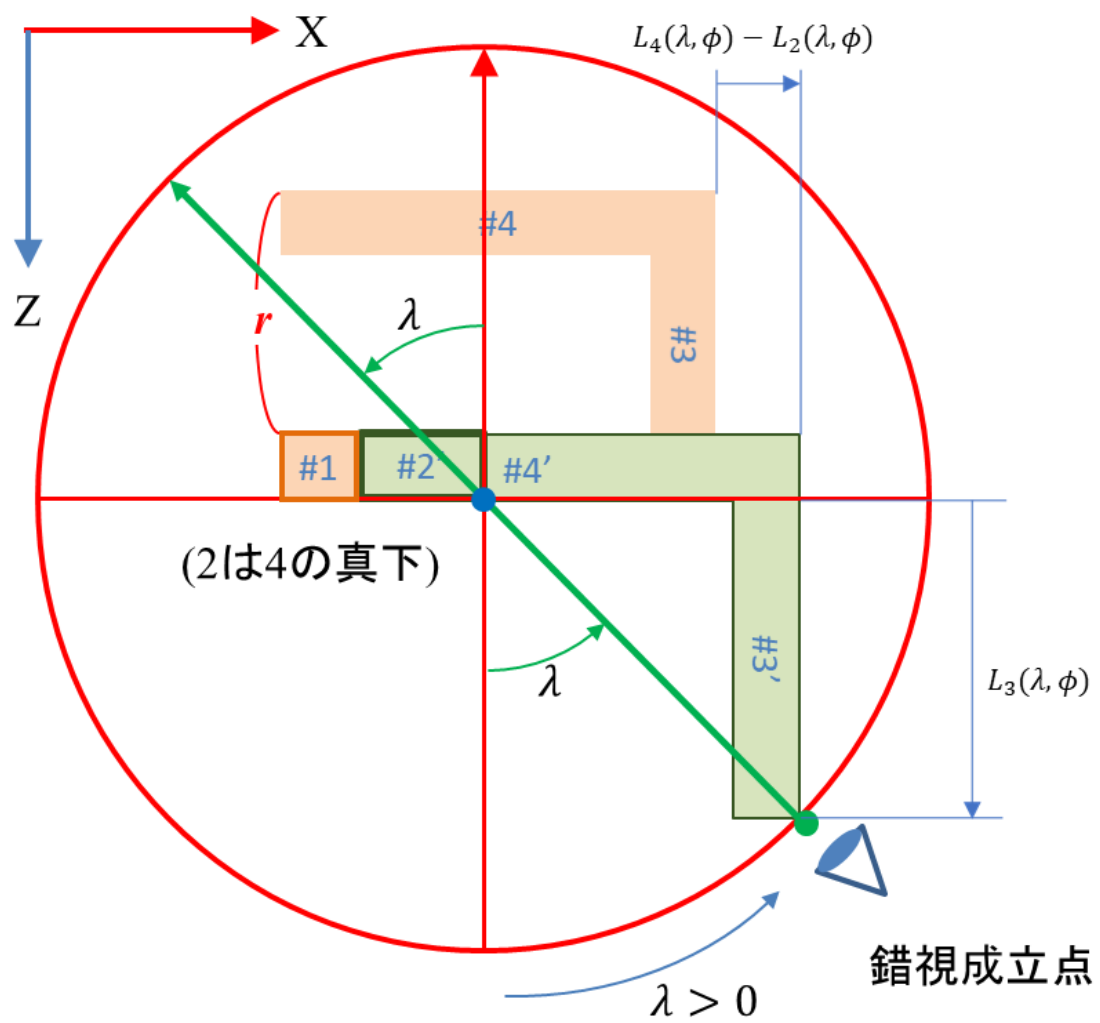 X
L₄(λ,ϕ) − L₂(λ,ϕ)
Z
#4
r
λ
#3
#1
#2'
#4’
(2は4の真下)
λ
#3’
L₃(λ,ϕ)
錯視成立点
λ > 0